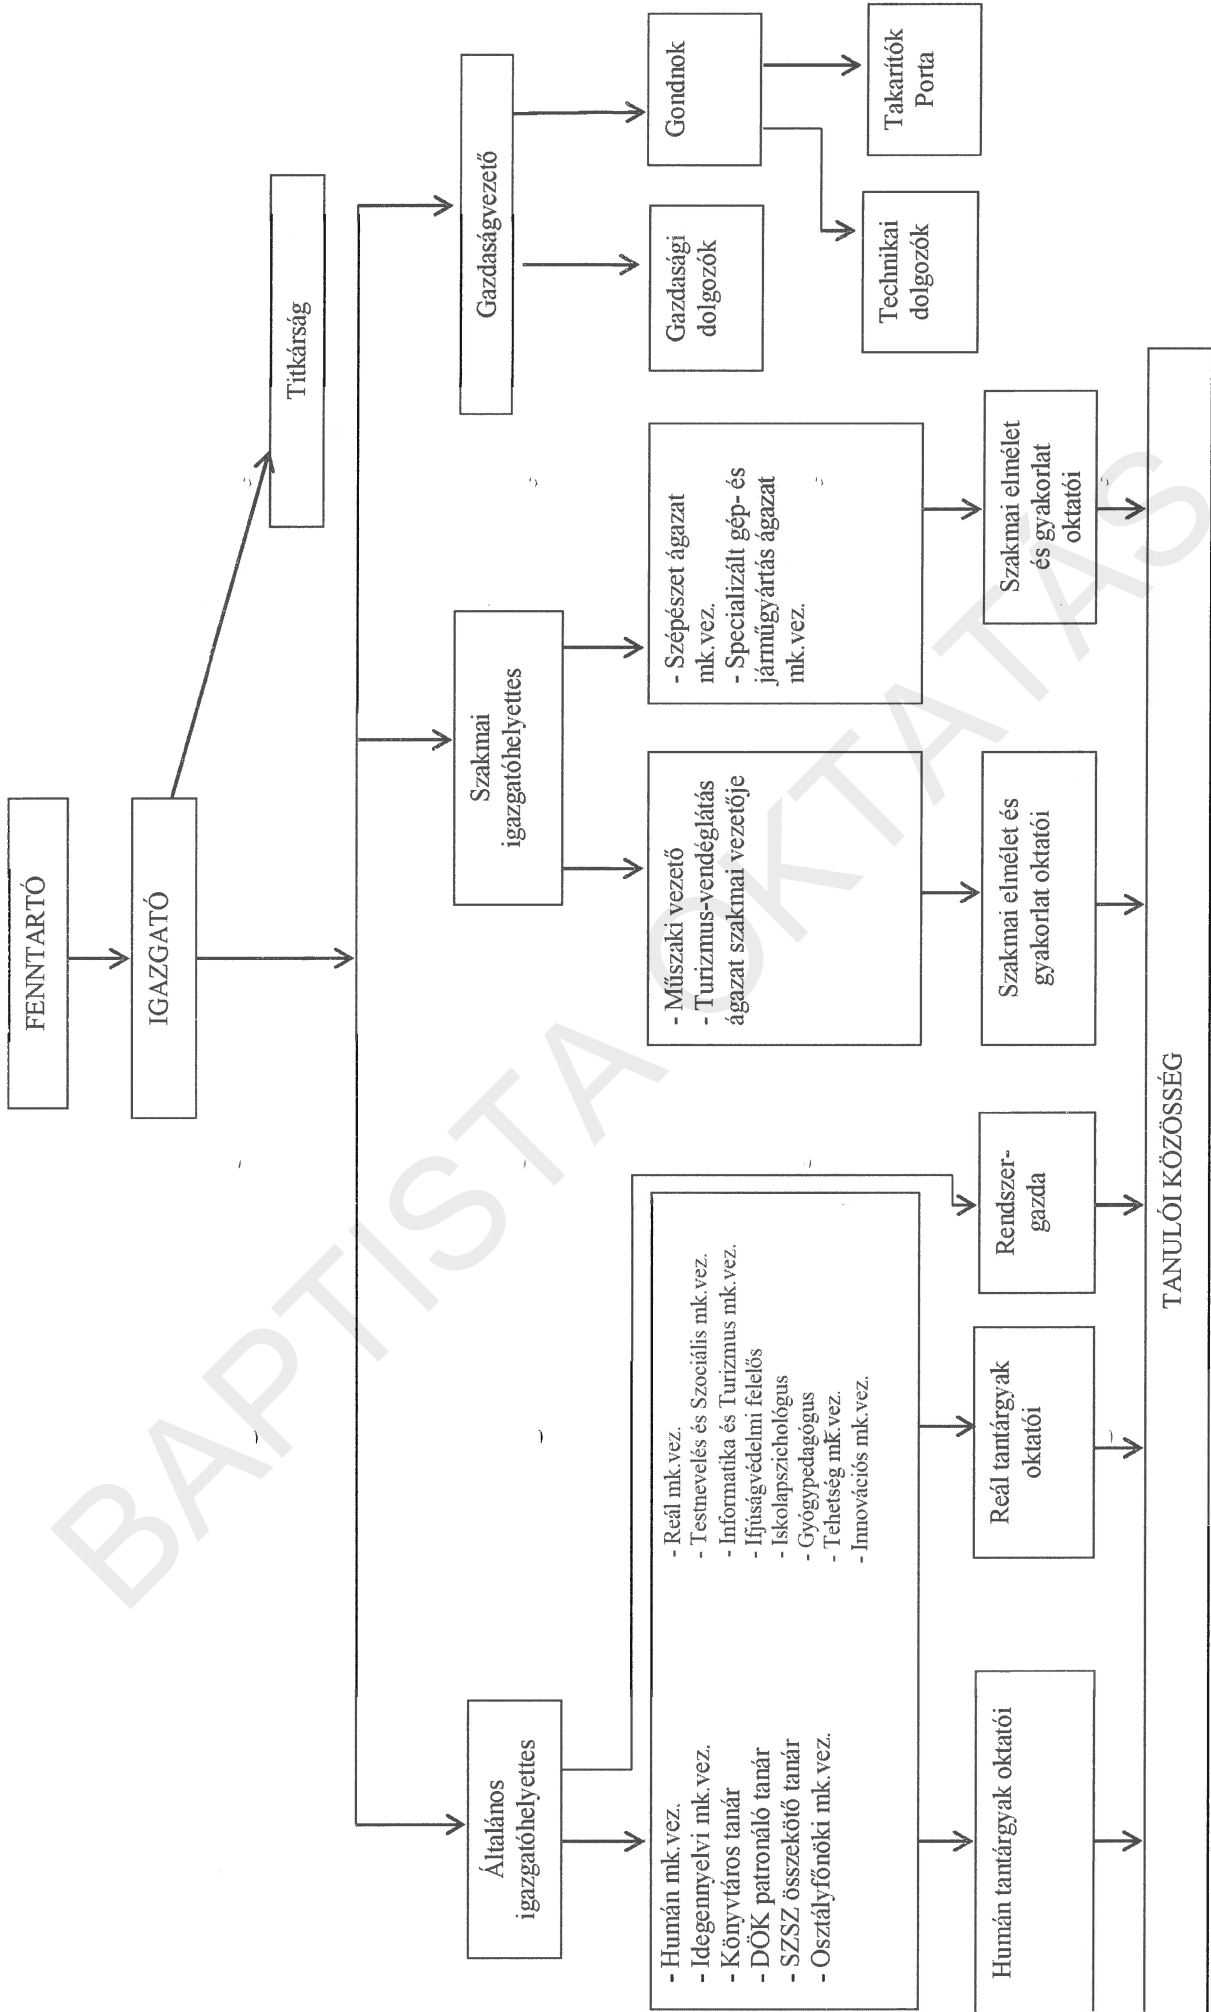 FENNTARTÓ
IGAZGATÓ
Titkárság
Általános
igazgatóhelyettes
Szakmai
igazgatóhelyettes
Gazdaságvezető
- Humán mk.vez.
- Idegennyelvi mk.vez.
- Könyvtáros tanár
- DÖK patronáló tanár
- SZSZ összekötő tanár
- Osztályfőnöki mk.vez.
- Reál mk.vez.
- Testnevelés és Szociális mk.vez.
- Informatika és Turizmus mk.vez.
- Ifjúságvédelmi felelős
- Iskolapszichológus
- Gyógypedagógus
- Tehetség mk.vez.
- Innovációs mk.vez.
- Műszaki vezető
- Turizmus-vendéglátás
ágazat szakmai vezetője
- Szépészet ágazat
mk.vez.
- Specializált gép- és
járműgyártás ágazat
mk.vez.
Gazdasági
dolgozók
Gondnok
Technikai
dolgozók
Takarítók
Porta
Humán tantárgyak oktatói
Reál tantárgyak
oktatói
Rendszer-
gazda
Szakmai elmélet és
gyakorlat oktatói
Szakmai elmélet
és gyakorlat
oktatói
TANULÓI KÖZÖSSÉG
BAPTISTA OKTATÁS